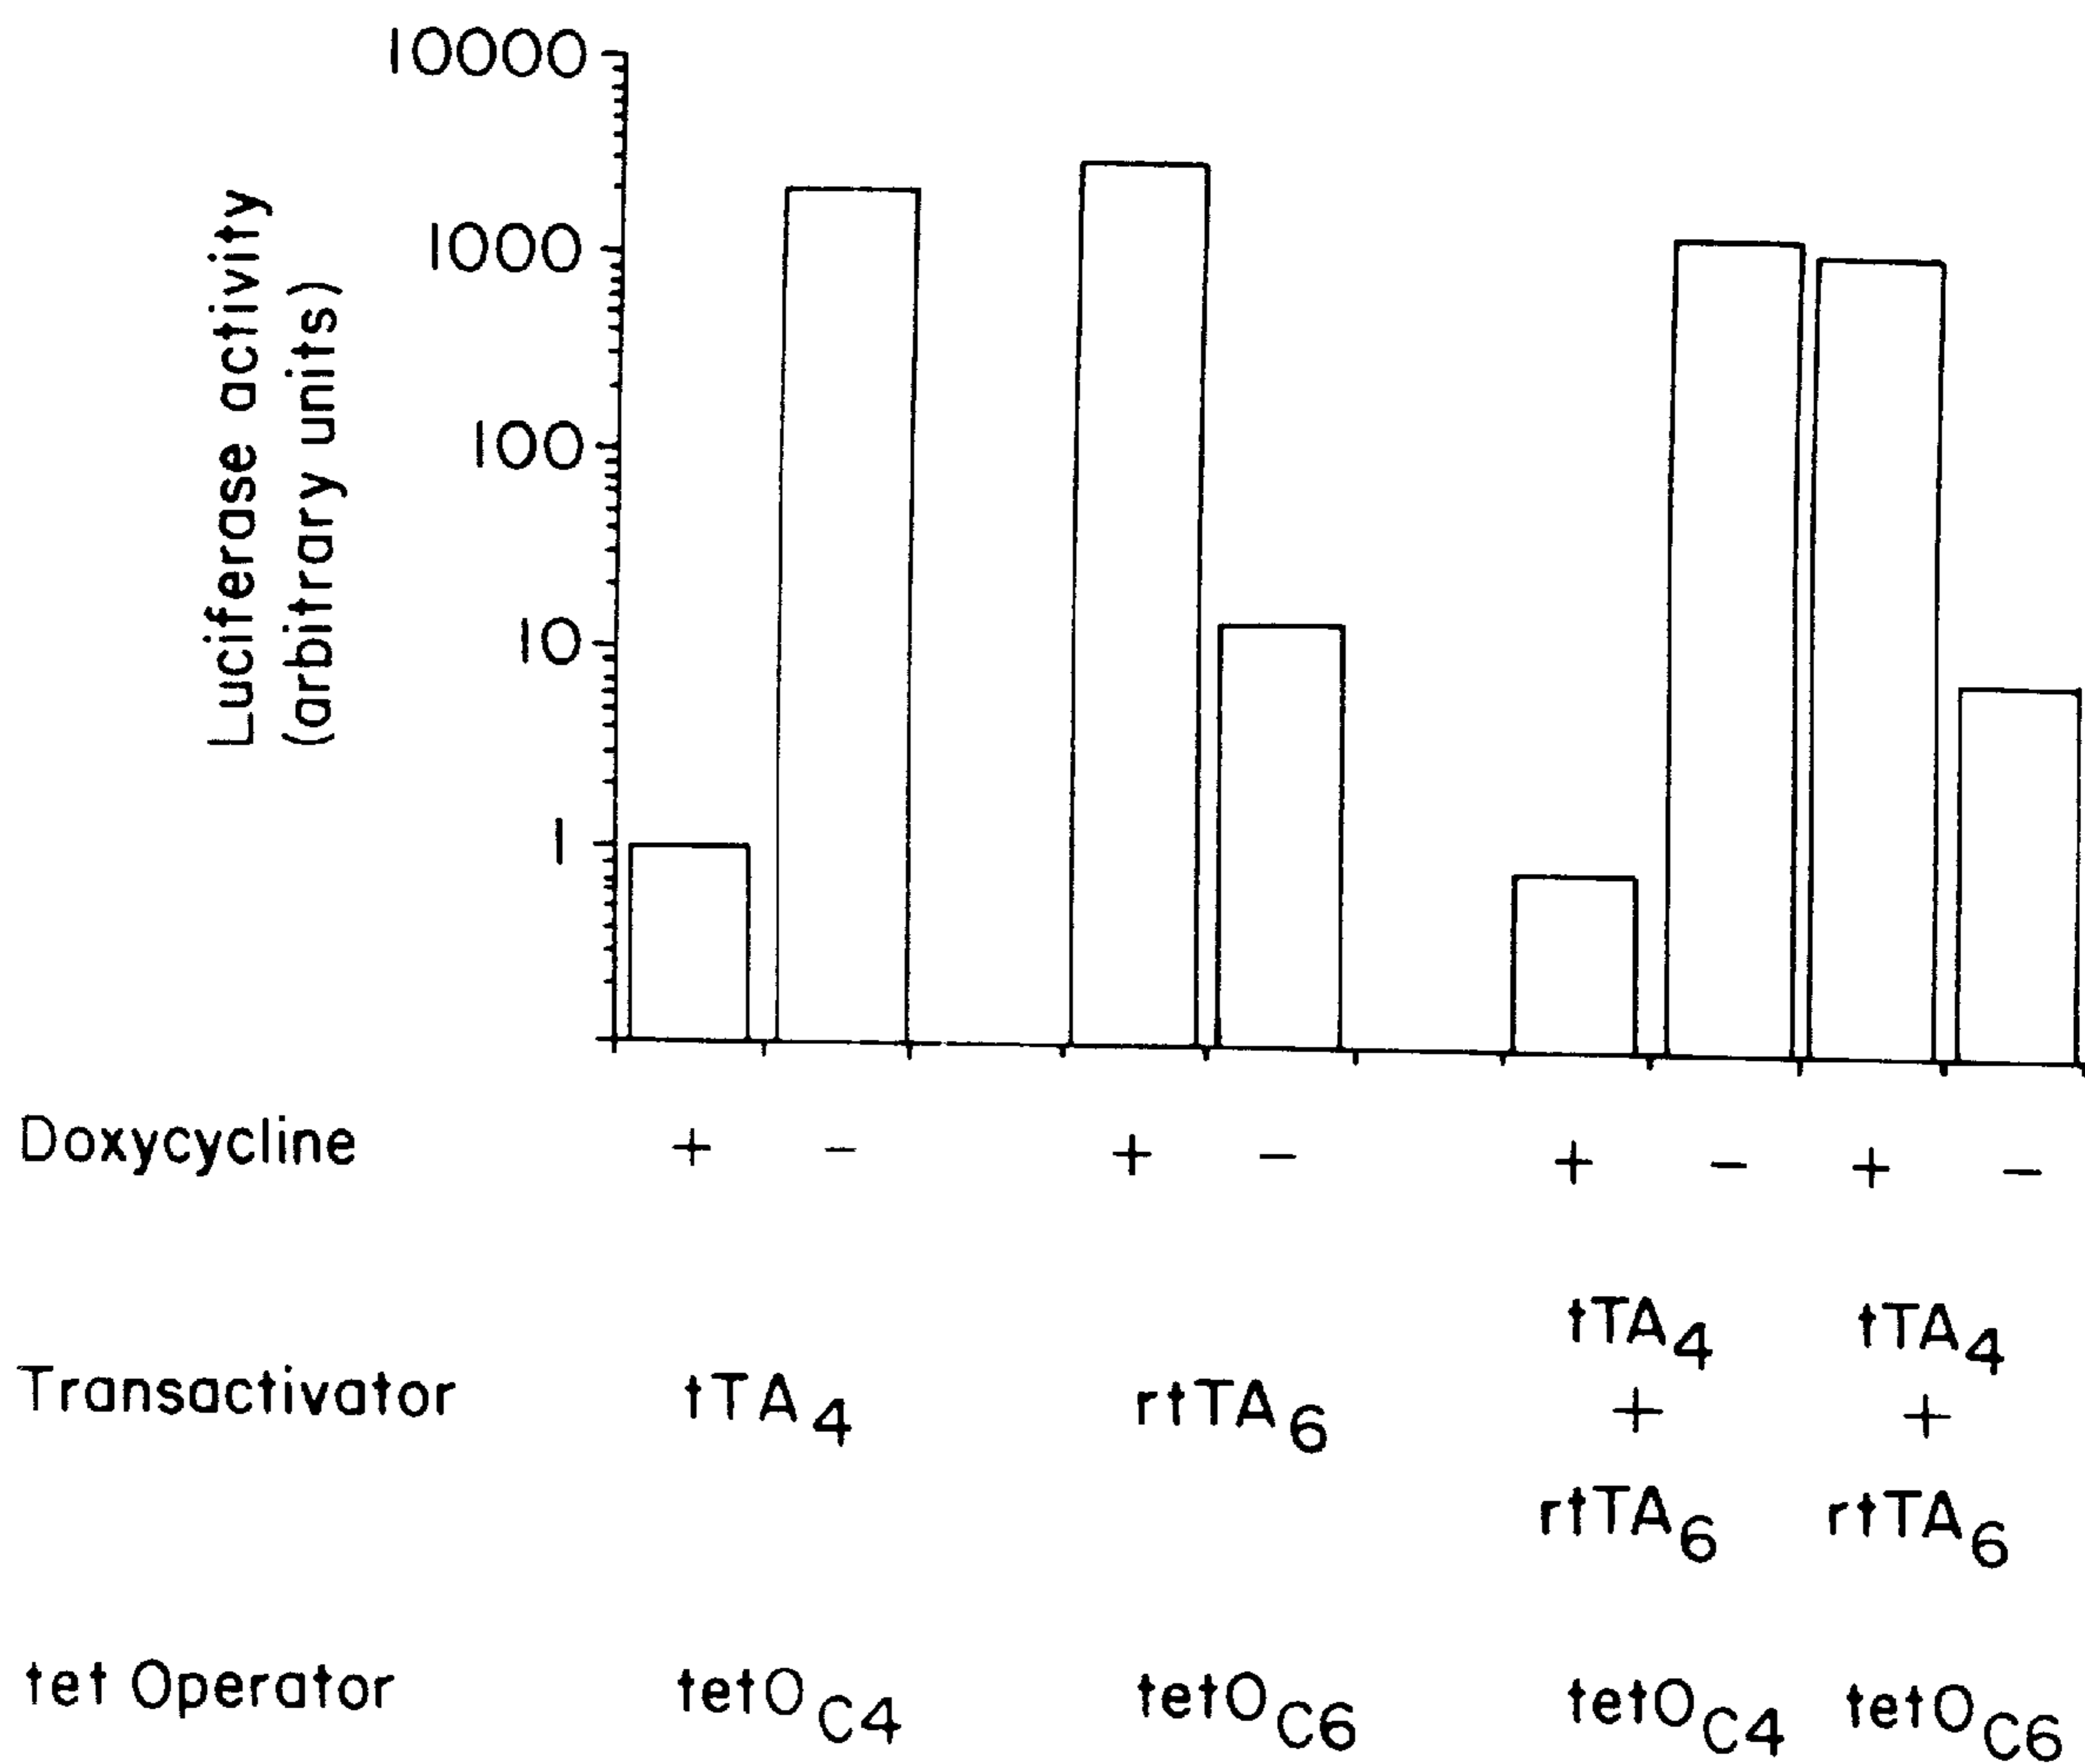 10000
1000
100
10
1
Luciferase activity
(arbitrary units)
Doxycycline + − + − + − + −
tTA4 tTA4
Transactivator tTA4 rtTA6 + +
rtTA6 rtTA6
tet Operator tetOC4 tetOC6 tetOC4 tetOC6